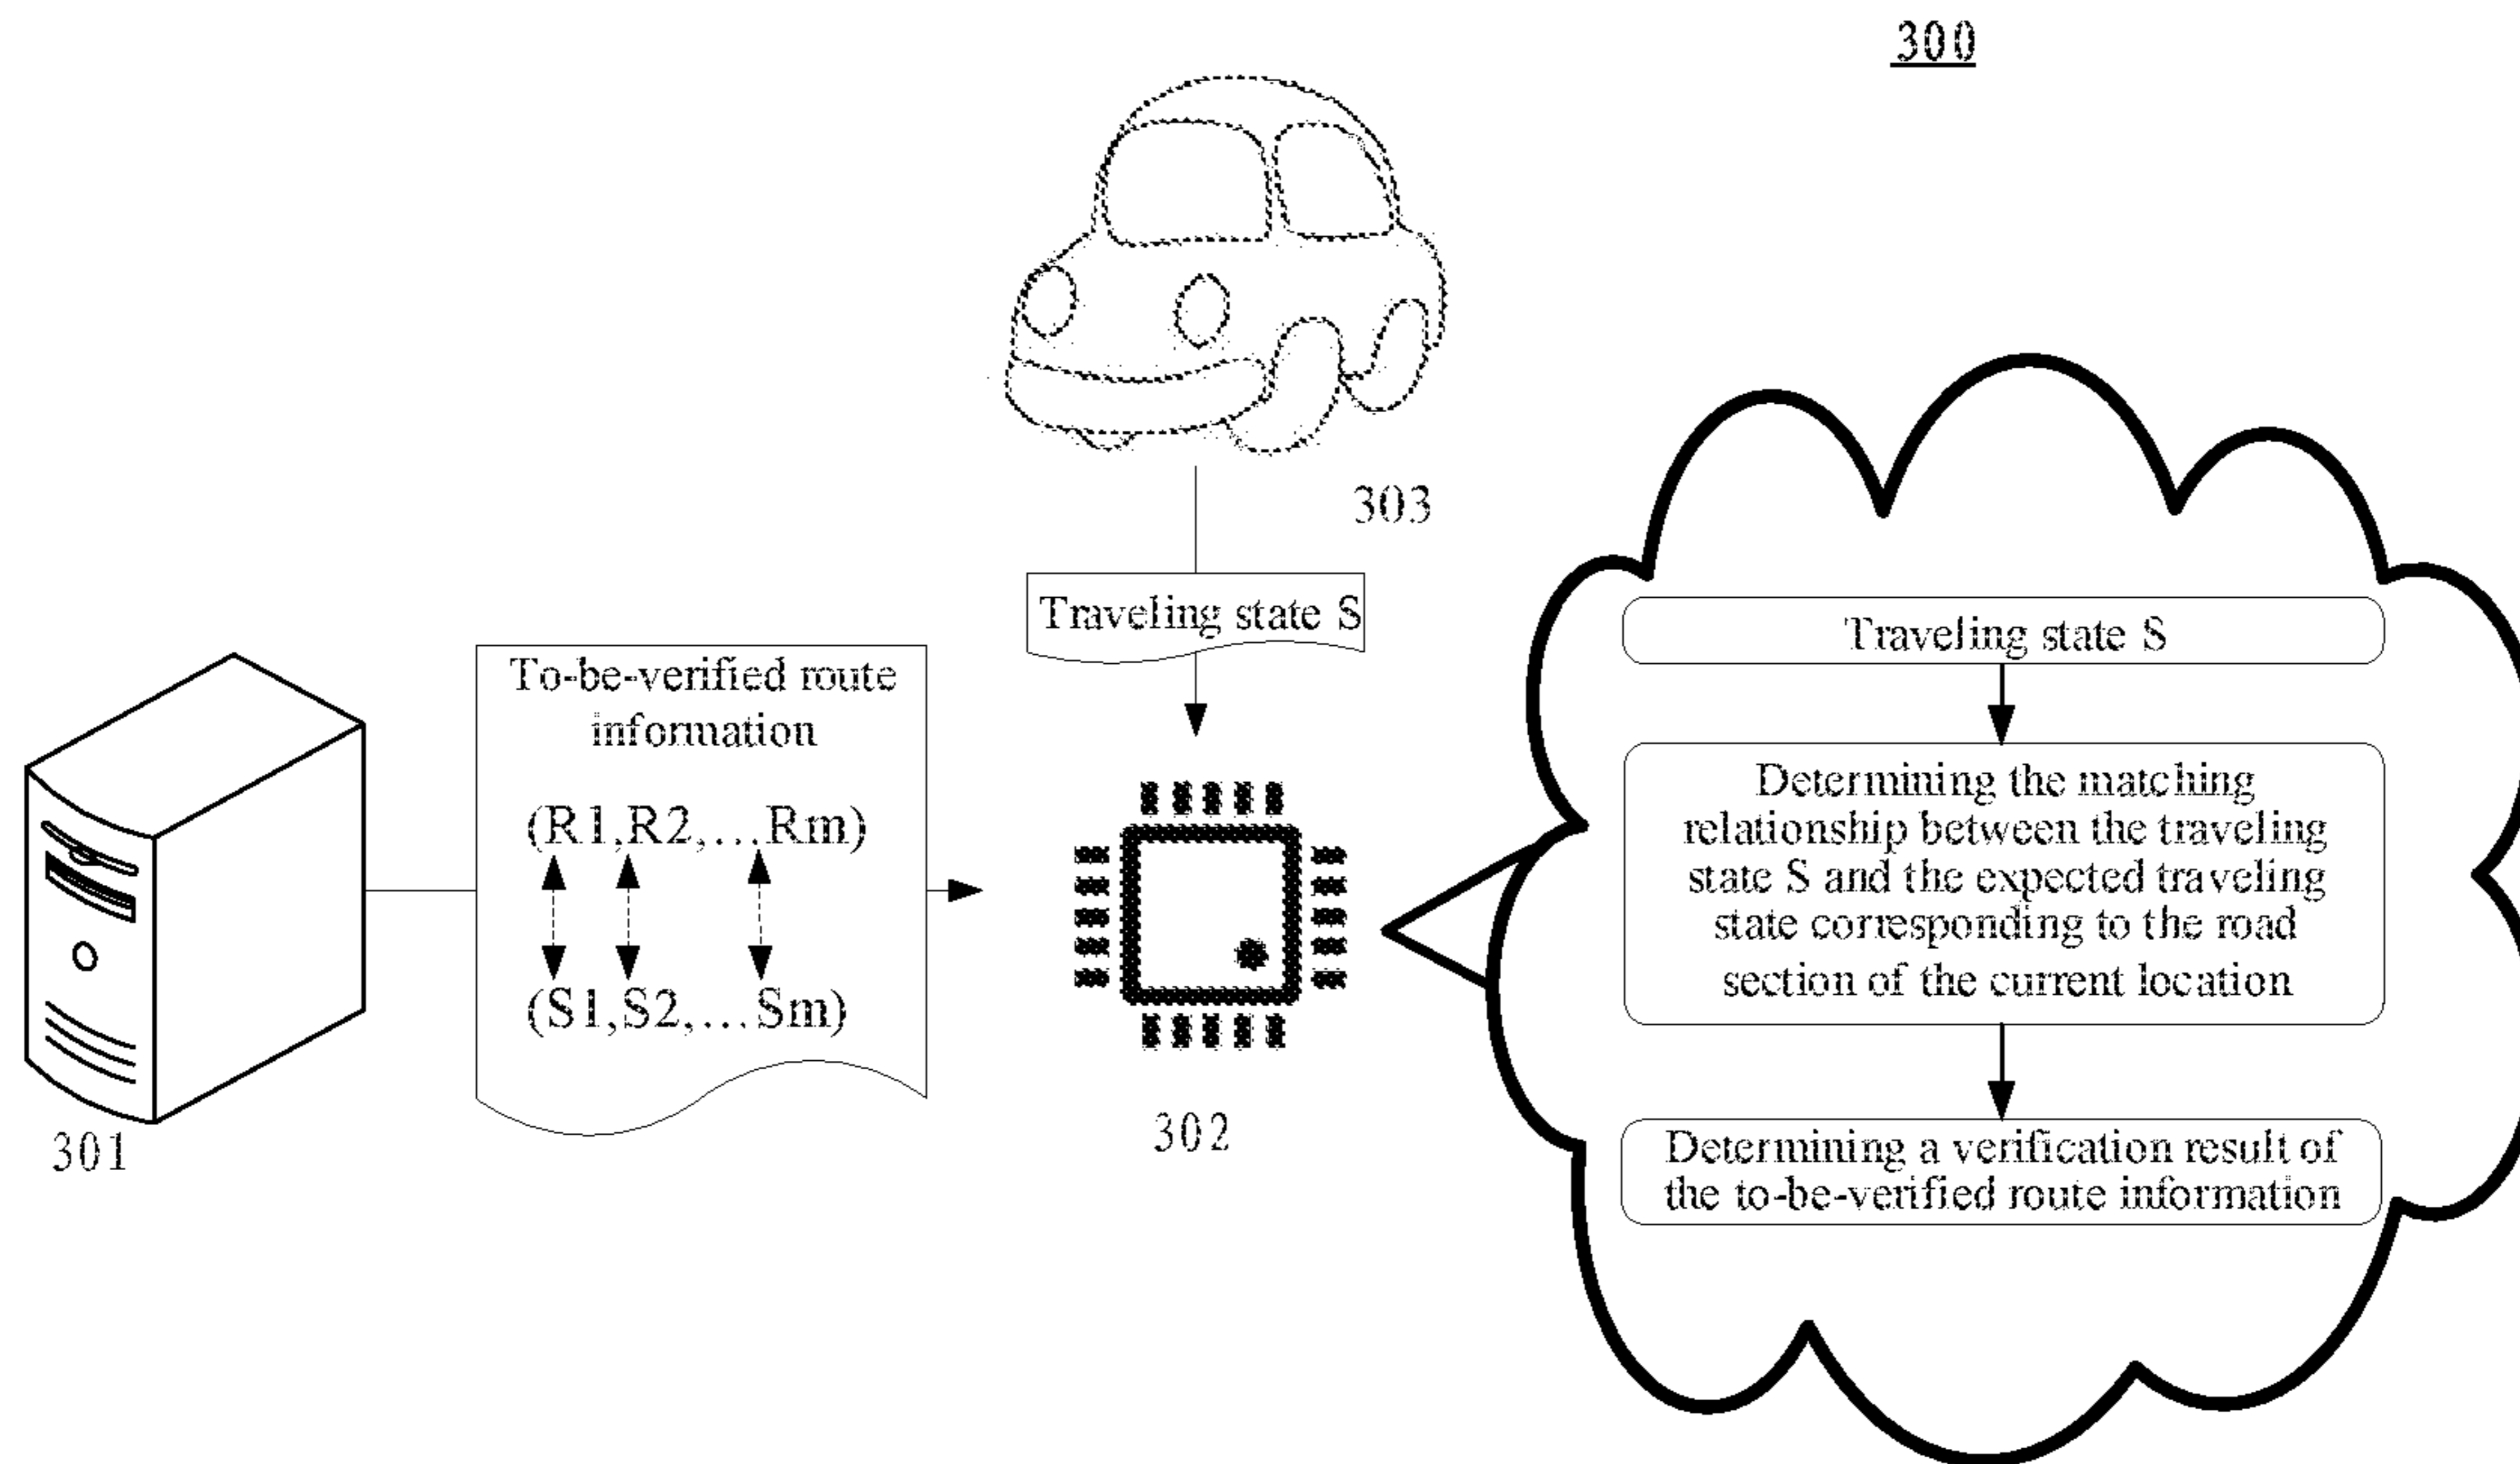 300
303
Traveling state S
To-be-verified route
information
(R1,R2,...Rm)
(S1,S2,...Sm)
301
302
Traveling state S
Determining the matching
relationship between the traveling
state S and the expected traveling
state corresponding to the road
section of the current location
Determining a verification result of
the to-be-verified route information